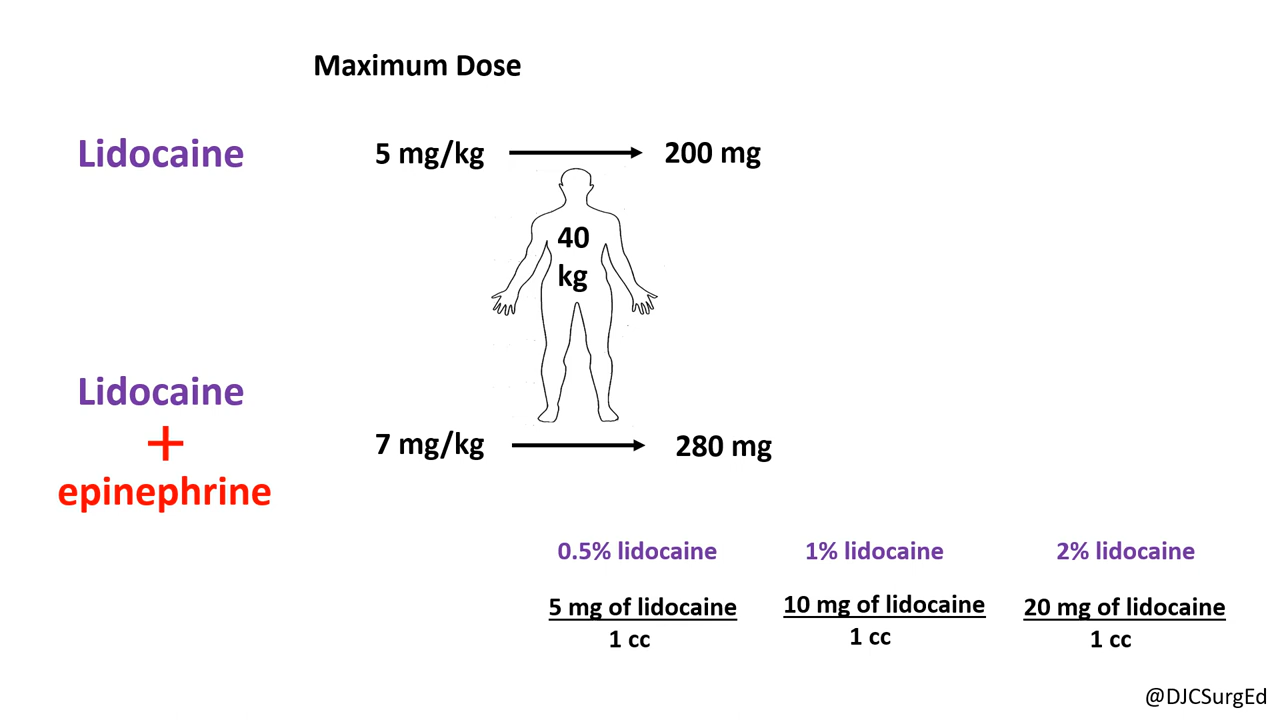 Maximum Dose
Lidocaine
5 mg/kg
200 mg
40
kg
Lidocaine
+
epinephrine
7 mg/kg
280 mg
0.5% lidocaine
1% lidocaine
2% lidocaine
5 mg of lidocaine
10 mg of lidocaine
20 mg of lidocaine
1 cc
1 cc
1 cc
@DJCSurgEd